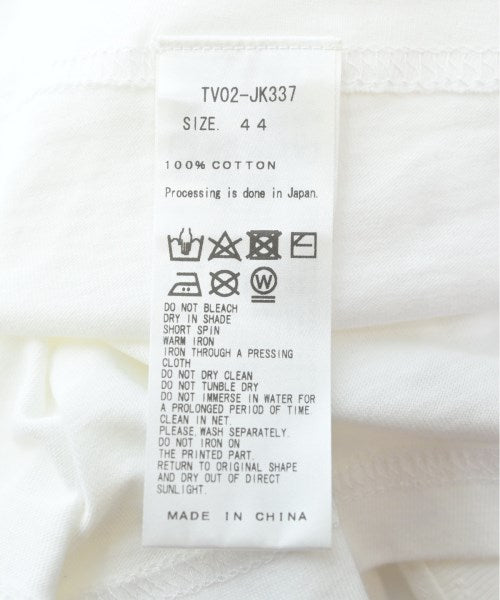 TV02-JK337
SIZE. 44
100% COTTON
Processing is done in Japan.
W
DO NOT BLEACH
DRY IN SHADE
SHORT SPIN
WARM IRON
IRON THROUGH A PRESSING
CLOTH
DO NOT DRY CLEAN
DO NOT TUNBLE DRY
DO NOT IMMERSE IN WATER FOR
A PROLONGED PERIOD OF TIME
CLEAN IN NET.
PLEASE WASH SEPARATELY.
DO NOT IRON ON
THE PRINTED PART.
RETURN TO ORIGINAL SHAPE
AND DRY OUT OF DIRECT
SUNLIGHT.
MADE IN CHINA